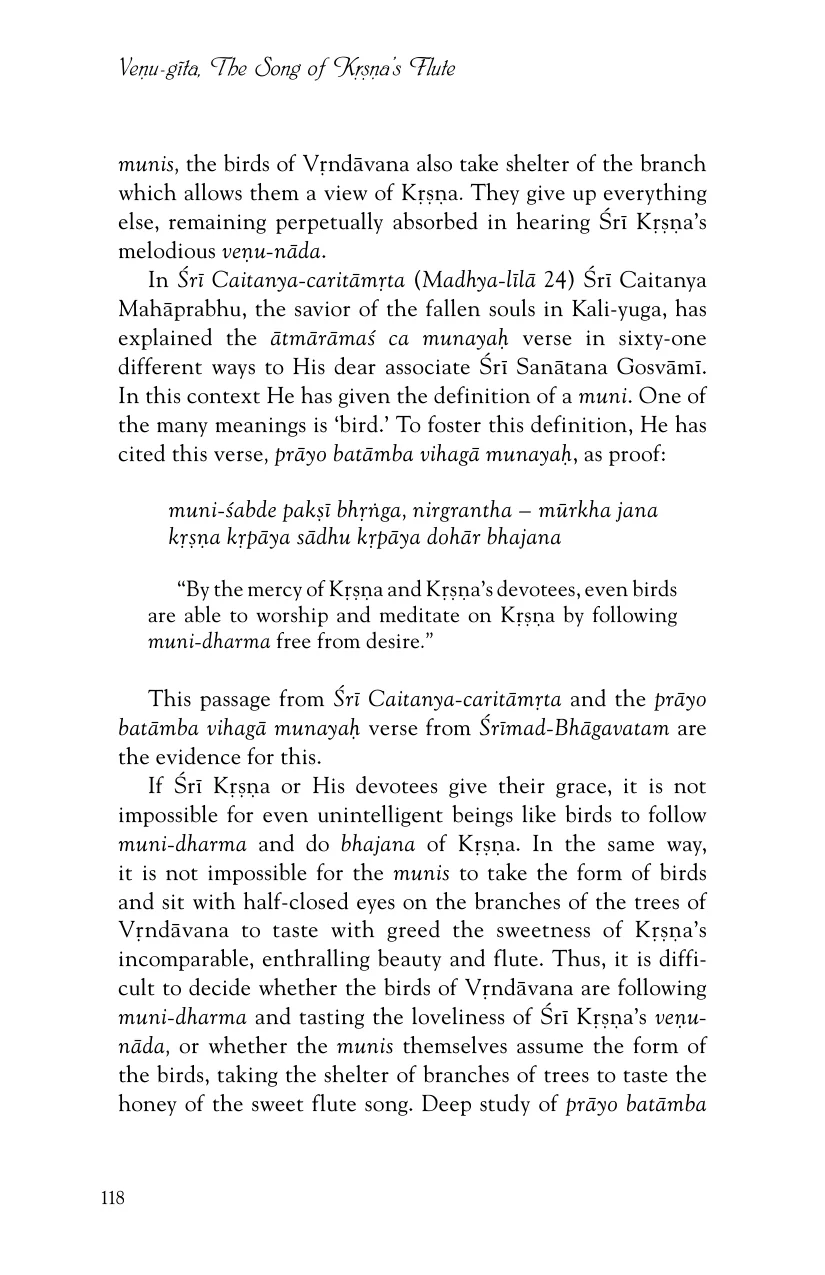 Veṇu-gīta, The Song of Kṛṣṇa's Flute
munis, the birds of Vṛndāvana also take shelter of the branch
which allows them a view of Kṛṣṇa. They give up everything
else, remaining perpetually absorbed in hearing Śrī Kṛṣṇa's
melodious veṇu-nāda.
In Śrī Caitanya-caritāmṛta (Madhya-līlā 24) Śrī Caitanya
Mahāprabhu, the savior of the fallen souls in Kali-yuga, has
explained the ātmārāmaś ca munayaḥ verse in sixty-one
different ways to His dear associate Śrī Sanātana Gosvāmī.
In this context He has given the definition of a muni. One of
the many meanings is ‘bird.’ To foster this definition, He has
cited this verse, prāyo batāmba vihagā munayaḥ, as proof:
muni-śabde pakṣī bhṛṅga, nirgrantha – mūrkha jana
kṛṣṇa kṛpāya sādhu kṛpāya dohār bhajana
“By the mercy of Kṛṣṇa and Kṛṣṇa's devotees, even birds
are able to worship and meditate on Kṛṣṇa by following
muni-dharma free from desire.”
This passage from Śrī Caitanya-caritāmṛta and the prāyo
batāmba vihagā munayaḥ verse from Śrīmad-Bhāgavatam are
the evidence for this.
If Śrī Kṛṣṇa or His devotees give their grace, it is not
impossible for even unintelligent beings like birds to follow
muni-dharma and do bhajana of Kṛṣṇa. In the same way,
it is not impossible for the munis to take the form of birds
and sit with half-closed eyes on the branches of the trees of
Vṛndāvana to taste with greed the sweetness of Kṛṣṇa's
incomparable, enthralling beauty and flute. Thus, it is diffi-
cult to decide whether the birds of Vṛndāvana are following
muni-dharma and tasting the loveliness of Śrī Kṛṣṇa's veṇu-
nāda, or whether the munis themselves assume the form of
the birds, taking the shelter of branches of trees to taste the
honey of the sweet flute song. Deep study of prāyo batāmba
118